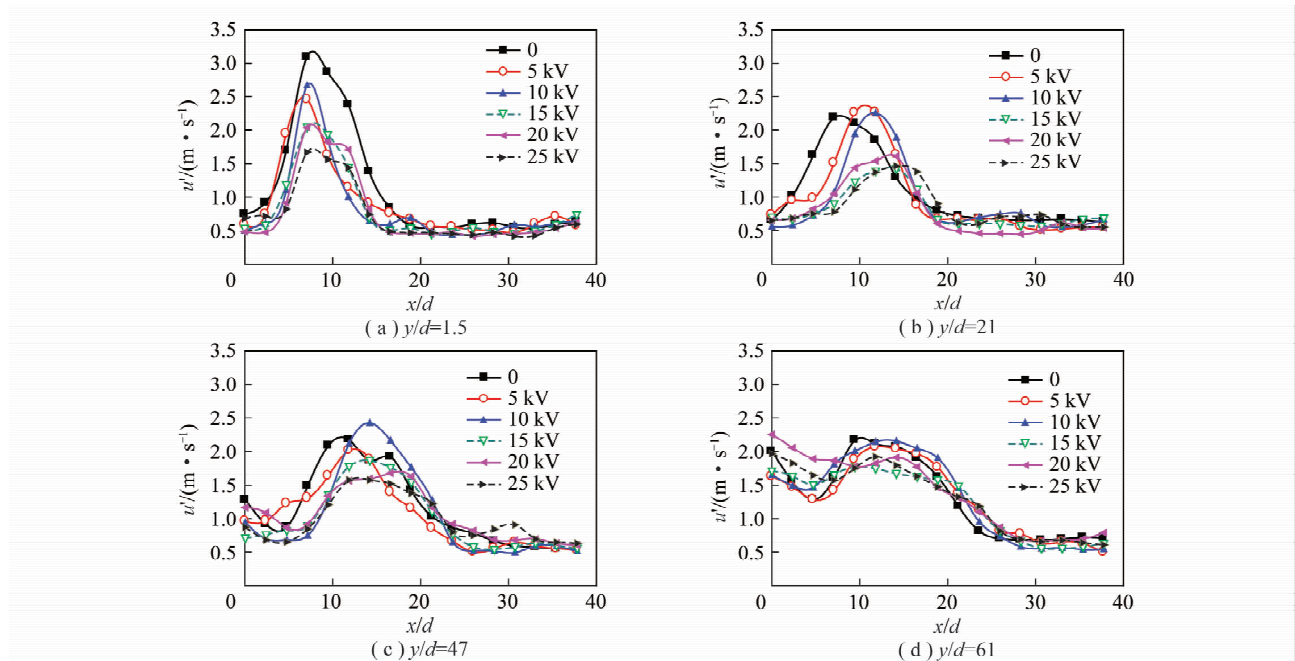 3.5
3.0
2.5
2.0
1.5
1.0
0.5
0
10
20
30
40
u'/(m • s⁻¹)
x/d
0
5 kV
10 kV
15 kV
20 kV
25 kV
( a ) y/d=1.5
3.5
3.0
2.5
2.0
1.5
1.0
0.5
0
10
20
30
40
u'/(m • s⁻¹)
x/d
0
5 kV
10 kV
15 kV
20 kV
25 kV
( b ) y/d=21
3.5
3.0
2.5
2.0
1.5
1.0
0.5
0
10
20
30
40
u'/(m • s⁻¹)
x/d
0
5 kV
10 kV
15 kV
20 kV
25 kV
( c ) y/d=47
3.5
3.0
2.5
2.0
1.5
1.0
0.5
0
10
20
30
40
u'/(m • s⁻¹)
x/d
0
5 kV
10 kV
15 kV
20 kV
25 kV
( d ) y/d=61